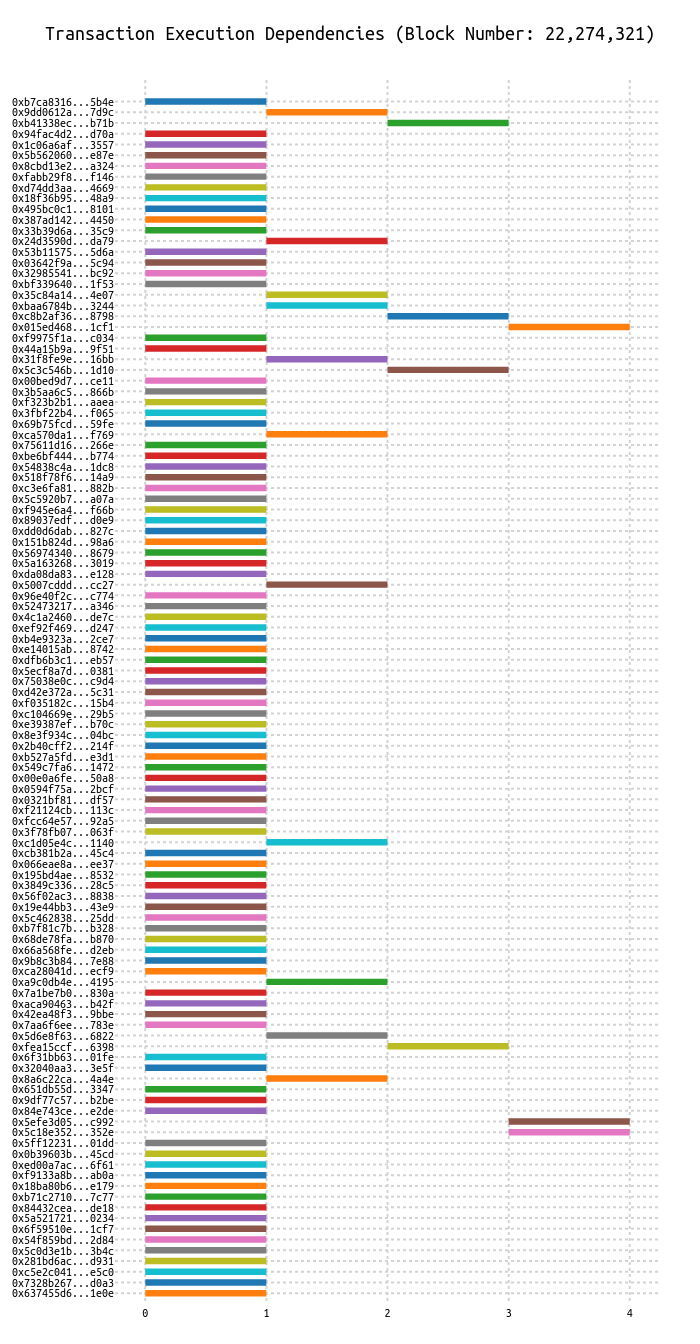 Transaction Execution Dependencies (Block Number: 22,274,321)
0xb7ca8316...5b4e
0x9dd0612a...7d9c
0xb41338ec...b71b
0x94fac4d2...d70a
0x1c06a6af...3557
0x5b562060...e87e
0x8cbd13e2...a324
0xfabb29f8...f146
0xd74dd3aa...4669
0x18f36b95...48a9
0x495bc0c1...8101
0x387ad142...4450
0x33b39d6a...35c9
0x24d3590d...da79
0x53b11575...5d6a
0x03642f9a...5c94
0x32985541...bc92
0xbf339640...1f53
0x35c84a14...4e07
0xbaa6784b...3244
0xc8b2af36...8798
0x015ed468...1cf1
0xf9975f1a...c034
0x44a15b9a...9f51
0x31f8fe9e...16bb
0x5c3c546b...1d10
0x00bed9d7...ce11
0x3b5aa6c5...866b
0xf323b2b1...aaea
0x3fbf22b4...f065
0x69b75fcd...59fe
0xca570da1...f769
0x75611d16...266e
0xbe6bf444...b774
0x54838c4a...1dc8
0x518f78f6...14a9
0xc3e6fa81...882b
0x5c5920b7...a07a
0xf945e6a4...f66b
0x89037edf...d0e9
0xdd0d6dab...827c
0x151b824d...98a6
0x56974340...8679
0x5a163268...3019
0xda08da83...e128
0x5007cddd...cc27
0x96e40f2c...c774
0x52473217...a346
0x4c1a2460...de7c
0xef92f469...d247
0xb4e9323a...2ce7
0xe14015ab...8742
0xdfb6b3c1...eb57
0x5ecf8a7d...0381
0x75038e0c...c9d4
0xd42e372a...5c31
0xf035182c...15b4
0xc104669e...29b5
0xe39387ef...b70c
0x8e3f934c...04bc
0x2b40cff2...214f
0xb527a5fd...e3d1
0x549c7fa6...1472
0x00e0a6fe...50a8
0x0594f75a...2bcf
0x0321bf81...df57
0xf21124cb...113c
0xfcc64e57...92a5
0x3f78fb07...063f
0xc1d05e4c...1140
0xcb381b2a...45c4
0x066eae8a...ee37
0x195bd4ae...8532
0x3849c336...28c5
0x56f02ac3...8838
0x19e44bb3...43e9
0x5c462838...25dd
0xb7f81c7b...b328
0x68de78fa...b870
0x66a568fe...d2eb
0x9b8c3b84...7e88
0xca28041d...ecf9
0xa9c0db4e...4195
0x7a1be7b0...830a
0xaca90463...b42f
0x42ea48f3...9bbe
0x7aa6f6ee...783e
0x5d6e8f63...6822
0xfea15ccf...6398
0x6f31bb63...01fe
0x32040aa3...3e5f
0x8a6c22ca...4a4e
0x651db55d...3347
0x9df77c57...b2be
0x84e743ce...e2de
0x5efe3d05...c992
0x5c18e352...352e
0x5ff12231...01dd
0x0b39603b...45cd
0xed00a7ac...6f61
0xf9133a8b...ab0a
0x18ba80b6...e179
0xb71c2710...7c77
0x84432cea...de18
0x5a521721...0234
0x6f59510e...1cf7
0x54f859bd...2d84
0x5c0d3e1b...3b4c
0x281bd6ac...d931
0xc5e2c041...e5c0
0x7328b267...d0a3
0x637455d6...1e0e
0 1 2 3 4